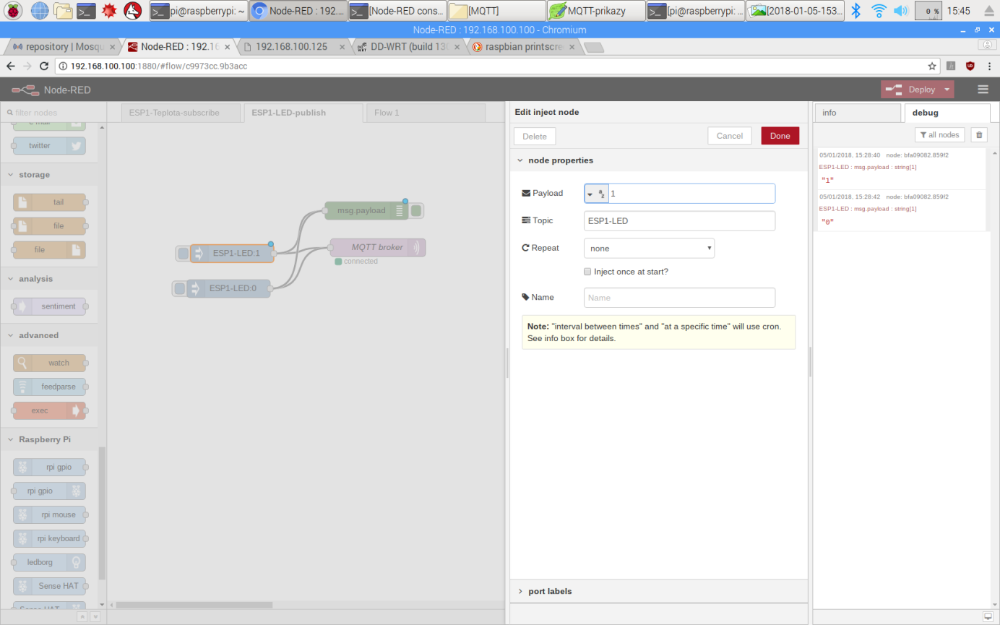 pi@raspberrypi: ~
Node-RED : 192....
[Node-RED cons...
[MQTT]
MQTT-prikazy
[pi@raspberrypi: ...
[2018-01-05-153...
0 %
15:45
Node-RED : 192.168.100.100 - Chromium
repository | Mosqu
Node-RED : 192.16
192.168.100.125
DD-WRT (build 130
raspbian printscre
192.168.100.100:1880/#flow/c9973cc.9b3acc
Node-RED
Deploy
filter nodes
e mail
twitter
storage
tail
file
file
analysis
sentiment
advanced
watch
feedparse
exec
Raspberry Pi
rpi gpio
rpi gpio
rpi mouse
rpi keyboard
ledborg
Sense HAT
Sense HAT
ESP1-Teplota-subscribe
ESP1-LED-publish
Flow 1
msg.payload
ESP1-LED:1
MQTT broker
connected
ESP1-LED:0
Edit inject node
Delete
Cancel
Done
node properties
Payload
1
Topic
ESP1-LED
Repeat
none
Inject once at start?
Name
Name
Note: "interval between times" and "at a specific time" will use cron.
See info box for details.
port labels
info
debug
all nodes
05/01/2018, 15:28:40 node: bfa09082.859f2
ESP1-LED : msg.payload : string[1]
"1"
05/01/2018, 15:28:42 node: bfa09082.859f2
ESP1-LED : msg.payload : string[1]
"0"